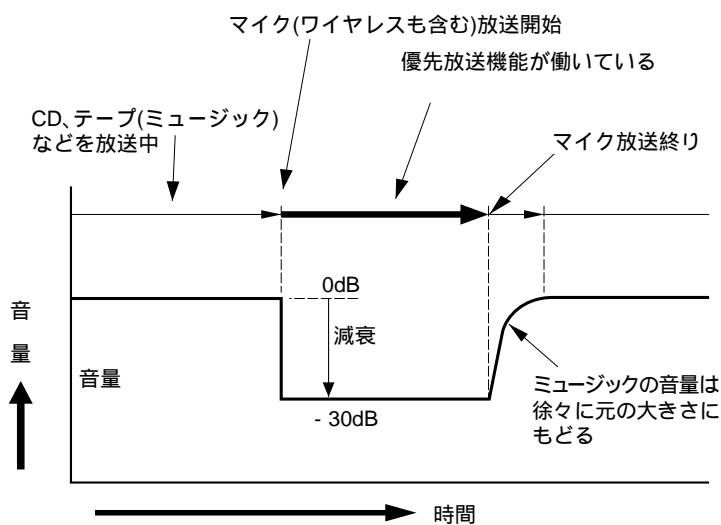 マイク(ワイヤレスも含む)放送開始
優先放送機能が働いている
CD、テープ(ミュージック)
などを放送中
マイク放送終り
0dB
減衰
- 30dB
音量
音量
ミュージックの音量は
徐々に元の大きさに
もどる
時間